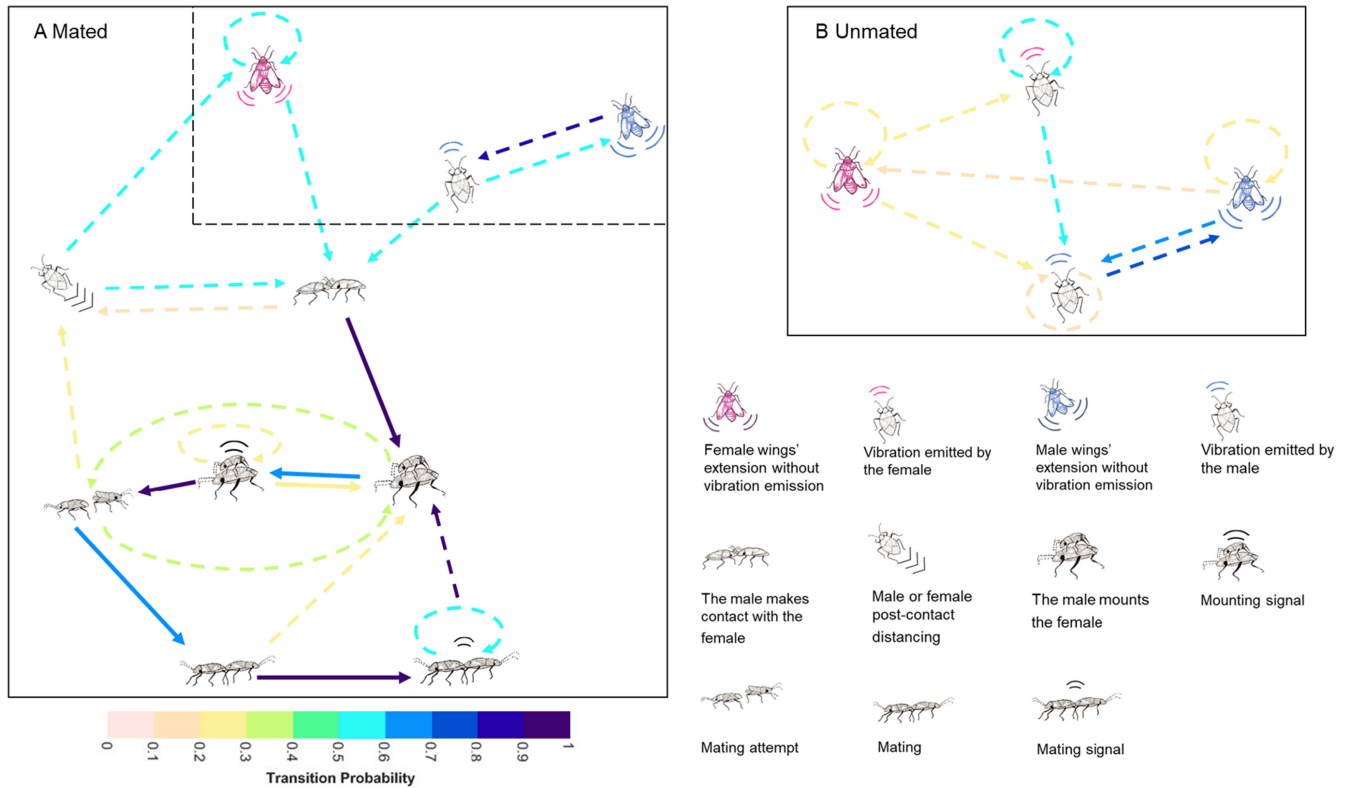 A Mated
B Unmated
Female wings'
extension without
vibration emission
Vibration emitted by
the female
Male wings'
extension without
vibration emission
Vibration emitted by
the male
The male makes
contact with the
female
Male or female
post-contact
distancing
The male mounts
the female
Mounting signal
Mating attempt
Mating
Mating signal
0
0.1
0.2
0.3
0.4
0.5
0.6
0.7
0.8
0.9
1
Transition Probability